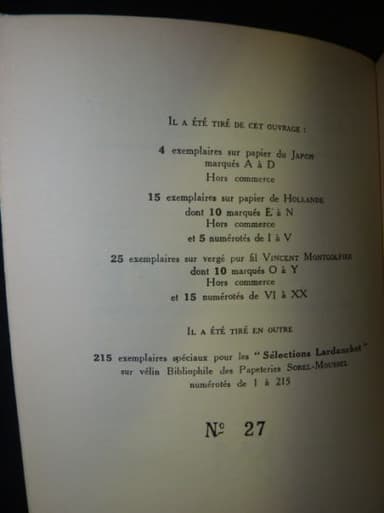 Il a été tiré de cet ouvrage :
4 exemplaires sur papier du Japon
marqués A à D
Hors commerce
15 exemplaires sur papier de Hollande
dont 10 marqués E à N
Hors commerce
et 5 numérotés de I à V
25 exemplaires sur vergé pur fil Vincent Montgolfier
dont 10 marqués O à Y
Hors commerce
et 15 numérotés de VI à XX
Il a été tiré en outre
215 exemplaires spéciaux pour les "Sélections Lardanchet"
sur vélin Bibliophile des Papeteries Sorel-Moussel
numérotés de 1 à 215
Nº 27